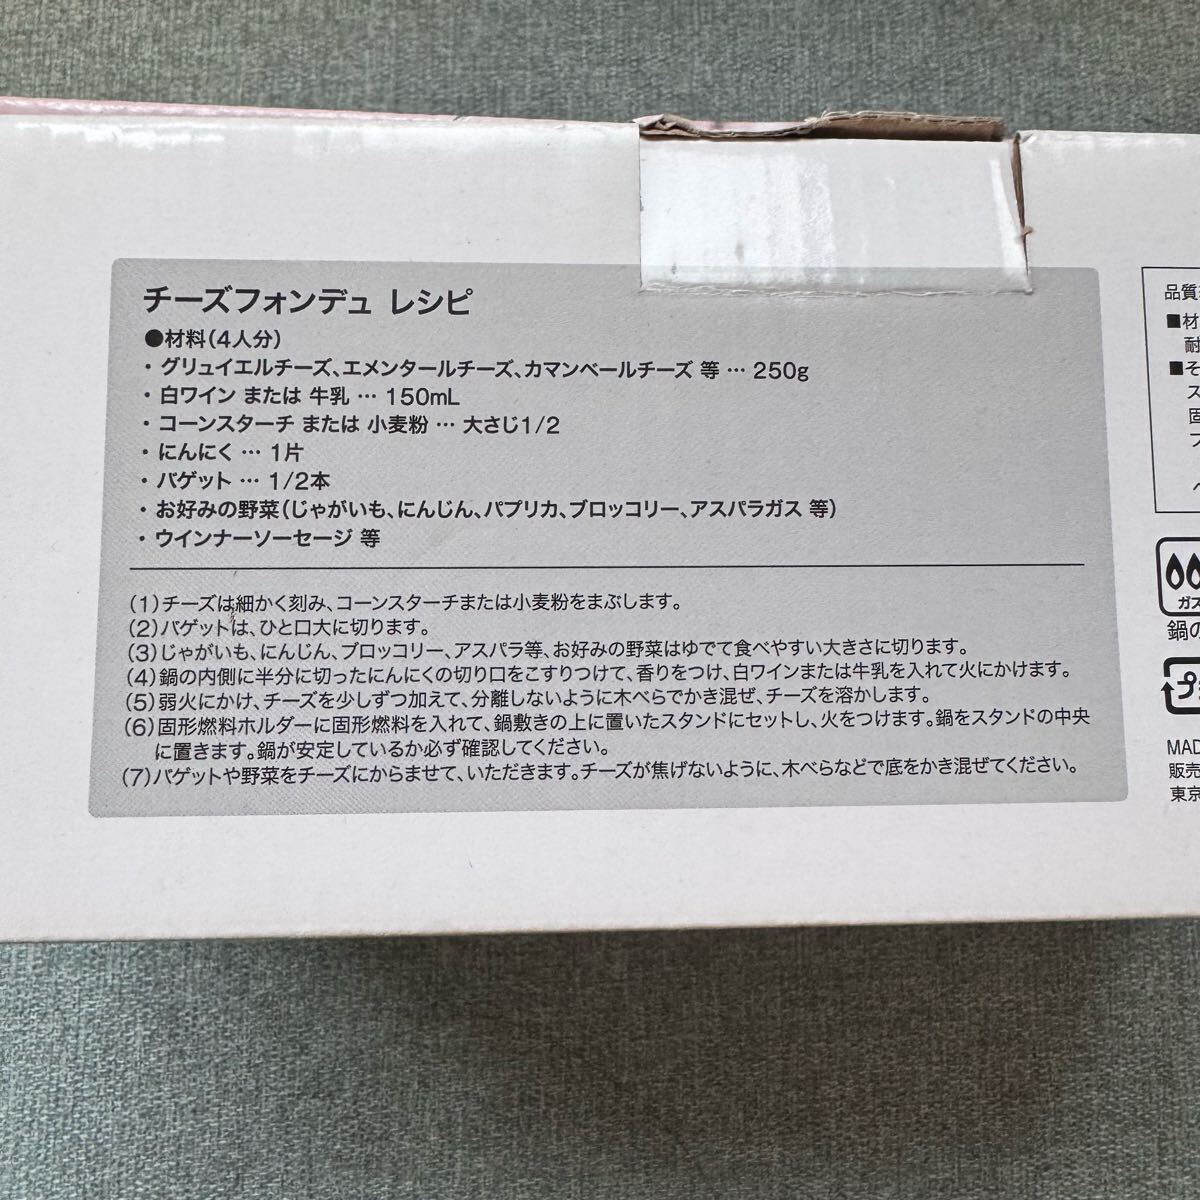 チーズフォンデュ レシピ
●材料(4人分)
・グリュイエルチーズ、エメンタールチーズ、カマンベールチーズ 等 … 250g
・白ワイン または 牛乳 … 150mL
・コーンスターチ または 小麦粉 … 大さじ1/2
・にんにく … 1片
・バゲット … 1/2本
・お好みの野菜(じゃがいも、にんじん、パプリカ、ブロッコリー、アスパラガス 等)
・ウインナーソーセージ 等
(1)チーズは細かく刻み、コーンスターチまたは小麦粉をまぶします。
(2)バゲットは、ひと口大に切ります。
(3)じゃがいも、にんじん、ブロッコリー、アスパラ等、お好みの野菜はゆでて食べやすい大きさに切ります。
(4)鍋の内側に半分に切ったにんにくの切り口をこすりつけて、香りをつけ、白ワインまたは牛乳を入れて火にかけます。
(5)弱火にかけ、チーズを少しずつ加えて、分離しないように木べらでかき混ぜ、チーズを溶かします。
(6)固形燃料ホルダーに固形燃料を入れて、鍋敷きの上に置いたスタンドにセットし、火をつけます。鍋をスタンドの中央
に置きます。鍋が安定しているか必ず確認してください。
(7)バゲットや野菜をチーズにからませて、いただきます。チーズが焦げないように、木べらなどで底をかき混ぜてください。
品質
■材
耐
■そ
ス
固
フ
ガス
鍋の
プ
MAD
販売
東京